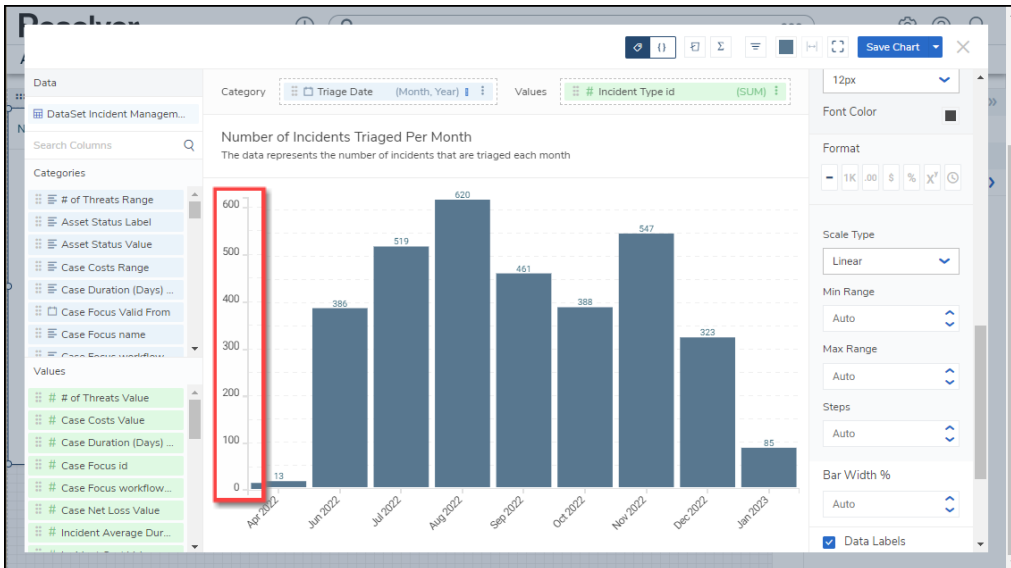 Resolver
Save Chart
Data
DataSet Incident Managem...
Search Columns
Categories
# of Threats Range
Asset Status Label
Asset Status Value
Case Costs Range
Case Duration (Days) ...
Case Focus Valid From
Case Focus name
Case Focus workflow
Values
# # of Threats Value
# Case Costs Value
# Case Duration (Days) ...
# Case Focus id
# Case Focus workflow...
# Case Net Loss Value
# Incident Average Dur...
Category Triage Date (Month, Year) Values # Incident Type id (SUM)
Number of Incidents Triaged Per Month
The data represents the number of incidents that are triaged each month
600
500
400
300
200
100
0
13
386
519
620
461
388
547
323
85
Apr 2022
Jun 2022
Jul 2022
Aug 2022
Sep 2022
Oct 2022
Nov 2022
Dec 2022
Jan 2023
12px
Font Color
Format
- 1K .00 $ % X²
Scale Type
Linear
Min Range
Auto
Max Range
Auto
Steps
Auto
Bar Width %
Auto
Data Labels